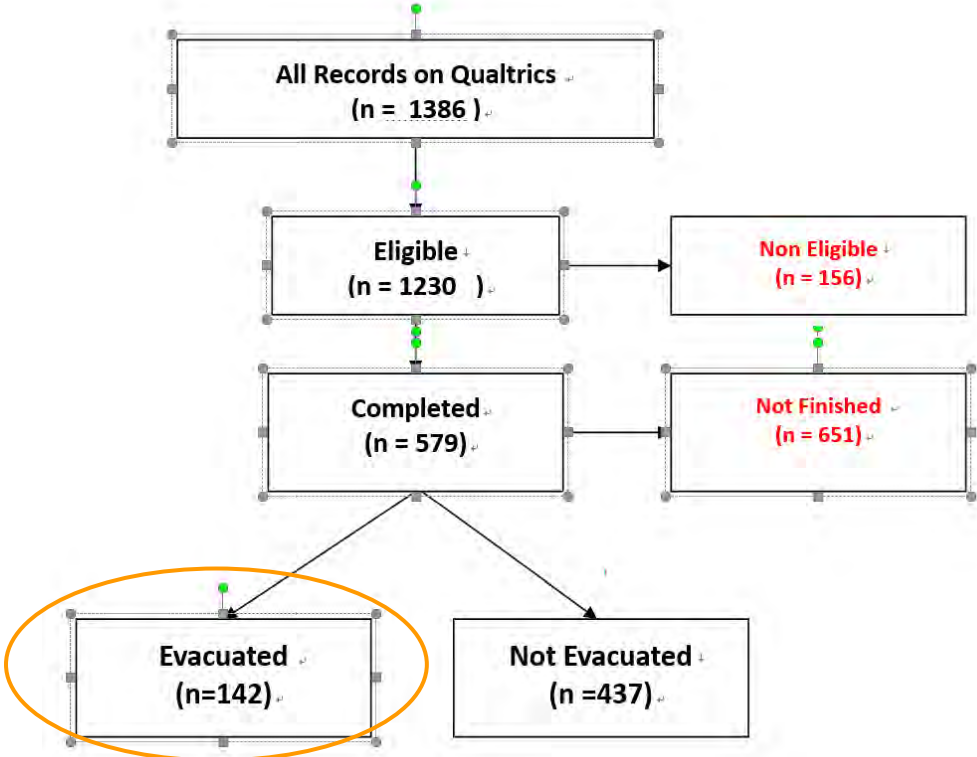 All Records on Qualtrics
(n = 1386 )
Eligible
(n = 1230 )
Non Eligible
(n = 156)
Completed
(n = 579)
Not Finished
(n = 651)
Evacuated
(n=142)
Not Evacuated
(n =437)